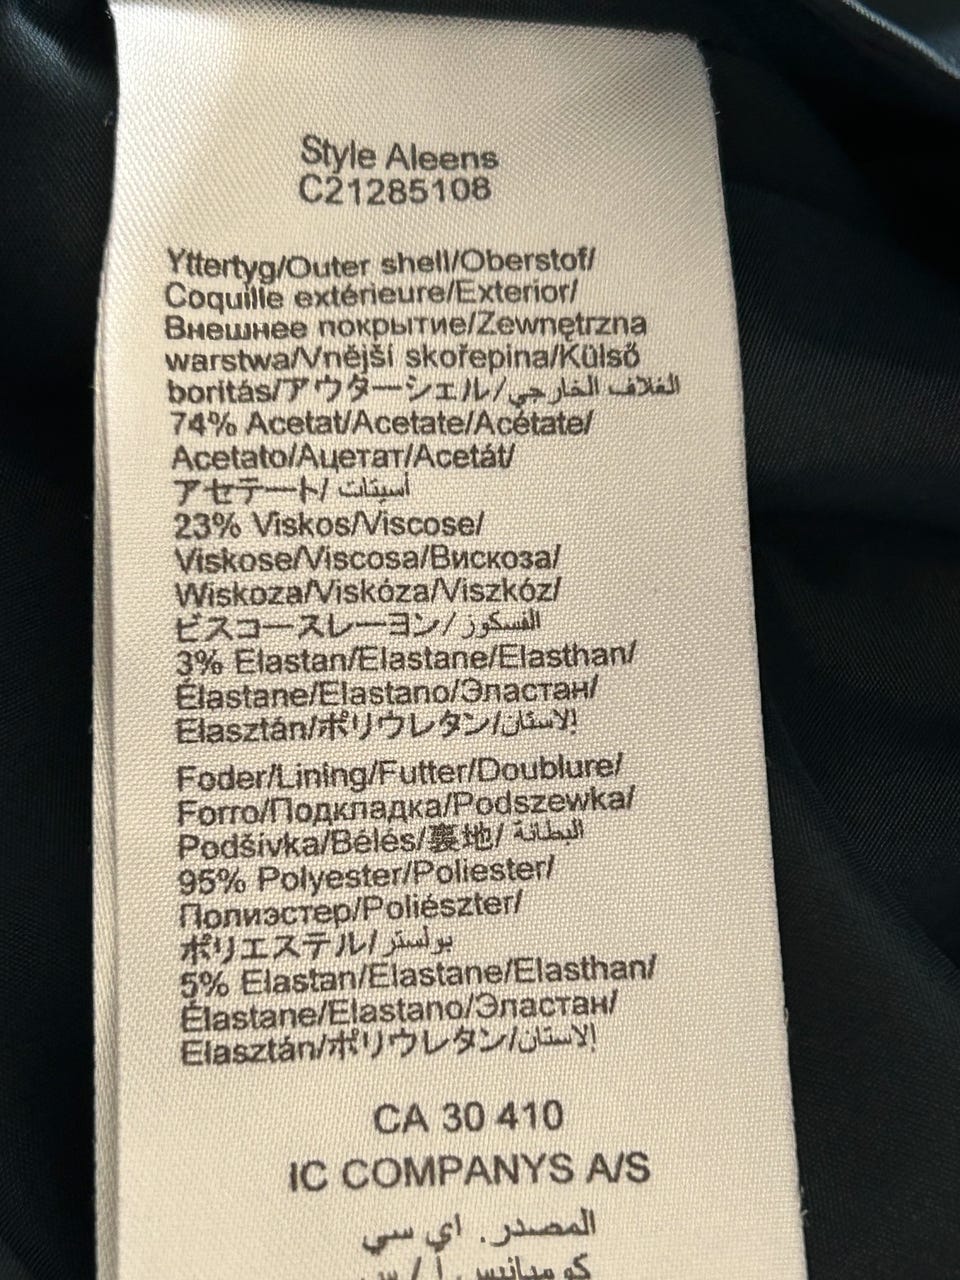 Style Aleens
C21285108
Yttertyg/Outer shell/Oberstof/
Coquille extérieure/Exterior/
Внешнее покрытие/Zewnętrzna
warstwa/Vnější skořepina/Külső
boritás/アウターシェル/الغلاف الخارجي
74% Acetat/Acetate/Acétate/
Acetato/Ацетат/Acetát/
アセテート/ أسيتات
23% Viskos/Viscose/
Viskose/Viscosa/Вискоза/
Wiskoza/Viskóza/Viszkóz/
ビスコースレーヨン/ الفسكوز
3% Elastan/Elastane/Elasthan/
Élastane/Elastano/Эластан/
Elasztán/ポリウレタン/الاستان!
Foder/Lining/Futter/Doublure/
Forro/Подкладка/Podszewka/
Podšívka/Bélés/裏地/ البطانة
95% Polyester/Poliester/
Полиэстер/Poliészter/
ポリエステル/بولستر
5% Elastan/Elastane/Elasthan/
Élastane/Elastano/Эластан/
Elasztán/ポリウレタン/الاستان!
CA 30 410
IC COMPANYS A/S
المصدر. اي سي
كومبانيس أ/س